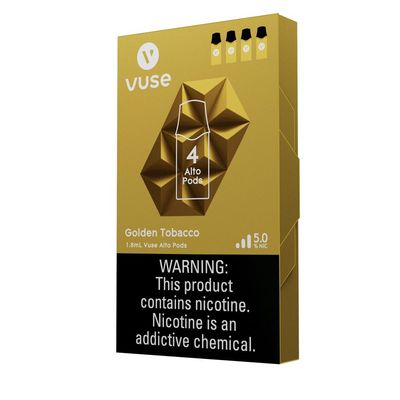 V
VUSE
4
Alto
Pods
Golden Tobacco
1.8mL Vuse Alto Pods
5.0
% NIC
WARNING:
This product
contains nicotine.
Nicotine is an
addictive chemical.